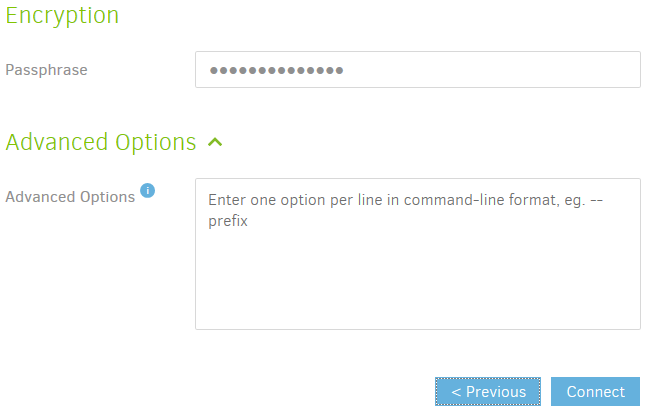 Encryption
Passphrase
●●●●●●●●●●●●●●
Advanced Options
Advanced Options i
Enter one option per line in command-line format, eg. --
prefix
< Previous Connect